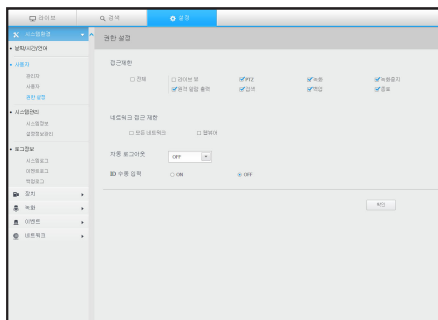 라이브
검색
설정
시스템환경
날짜/시간/언어
사용자
관리자
사용자
권한 설정
시스템관리
시스템정보
설정정보관리
로그정보
시스템로그
이벤트로그
백업로그
장치
녹화
이벤트
네트워크
권한 설정
접근제한
전체 라이브 뷰 PTZ 녹화 녹화중지
원격 알람 출력 검색 백업 종료
네트워크 접근 제한
모든 네트워크 웹뷰어
자동 로그아웃 OFF
ID 수동 입력 ON OFF
확인